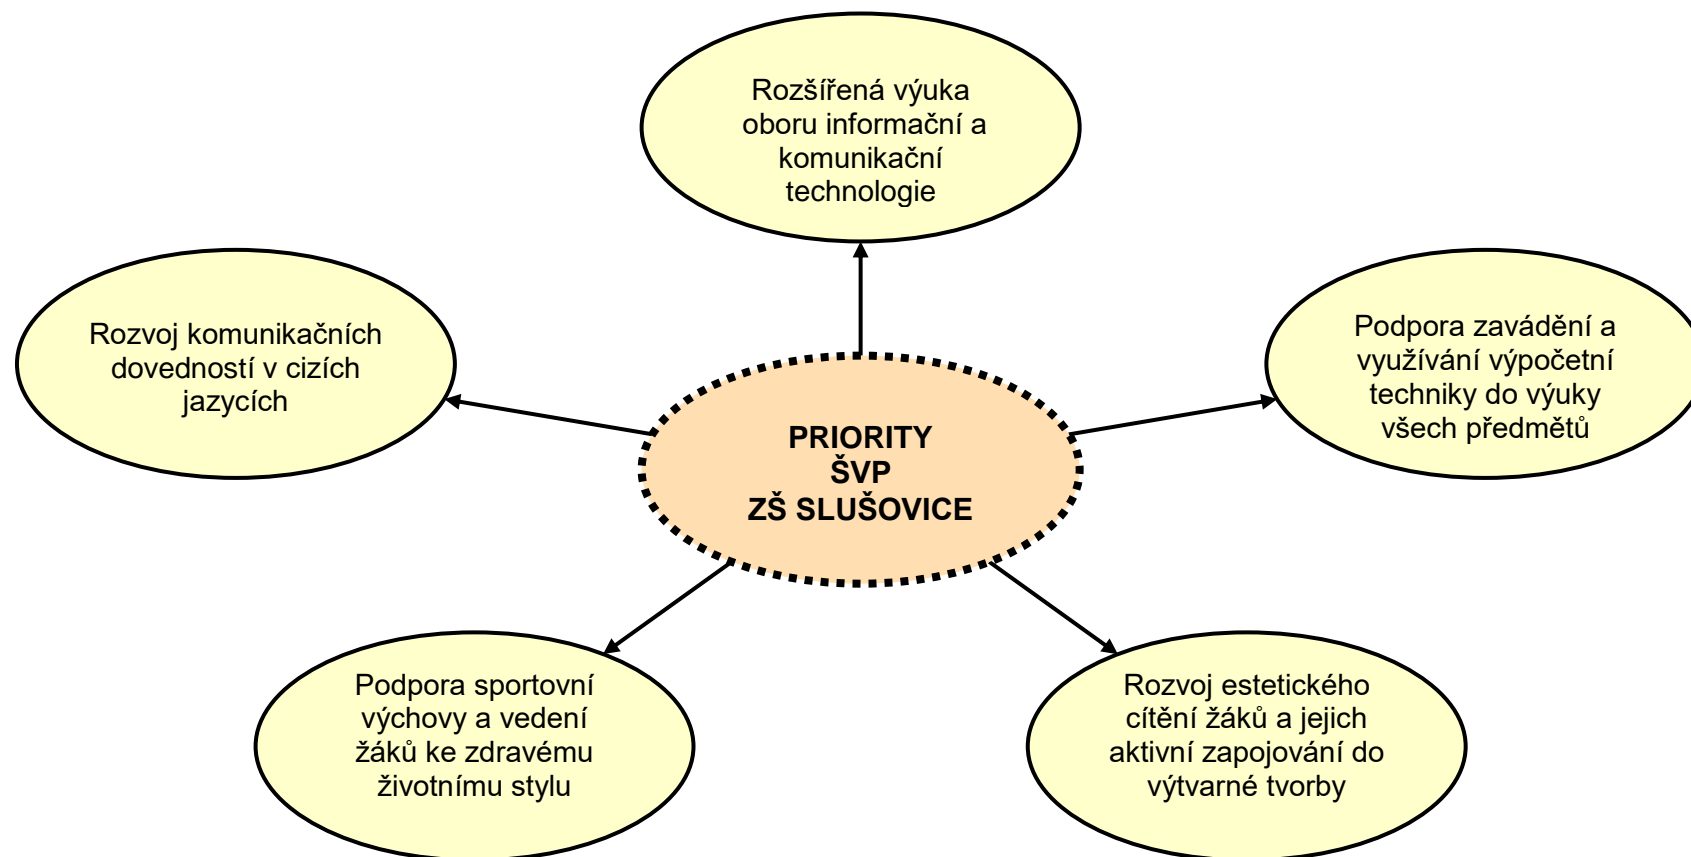 Rozšířená výuka
oboru informační a
komunikační
technologie
Rozvoj komunikačních
dovedností v cizích
jazycích
Podpora zavádění a
využívání výpočetní
techniky do výuky
všech předmětů
PRIORITY
ŠVP
ZŠ SLUŠOVICE
Podpora sportovní
výchovy a vedení
žáků ke zdravému
životnímu stylu
Rozvoj estetického
cítění žáků a jejich
aktivní zapojování do
výtvarné tvorby